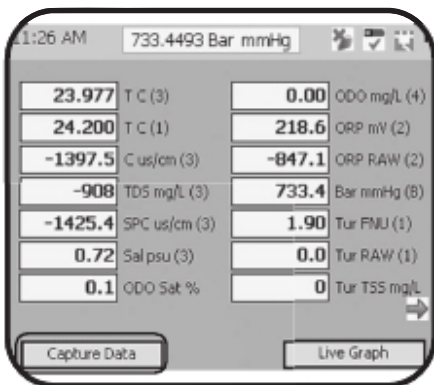 11:26 AM 733.4493 Bar mmHg
23.977 T C (3) 0.00 ODO mg/L (4)
24.200 T C (1) 218.6 ORP mV (2)
-1397.5 C us/cm (3) -847.1 ORP RAW (2)
-908 TDS mg/L (3) 733.4 Bar mmHg (8)
-1425.4 SPC us/cm (3) 1.90 Tur FNU (1)
0.72 Sal psu (3) 0.0 Tur RAW (1)
0.1 ODO Sat % 0 Tur TSS mg/L
Capture Data Live Graph